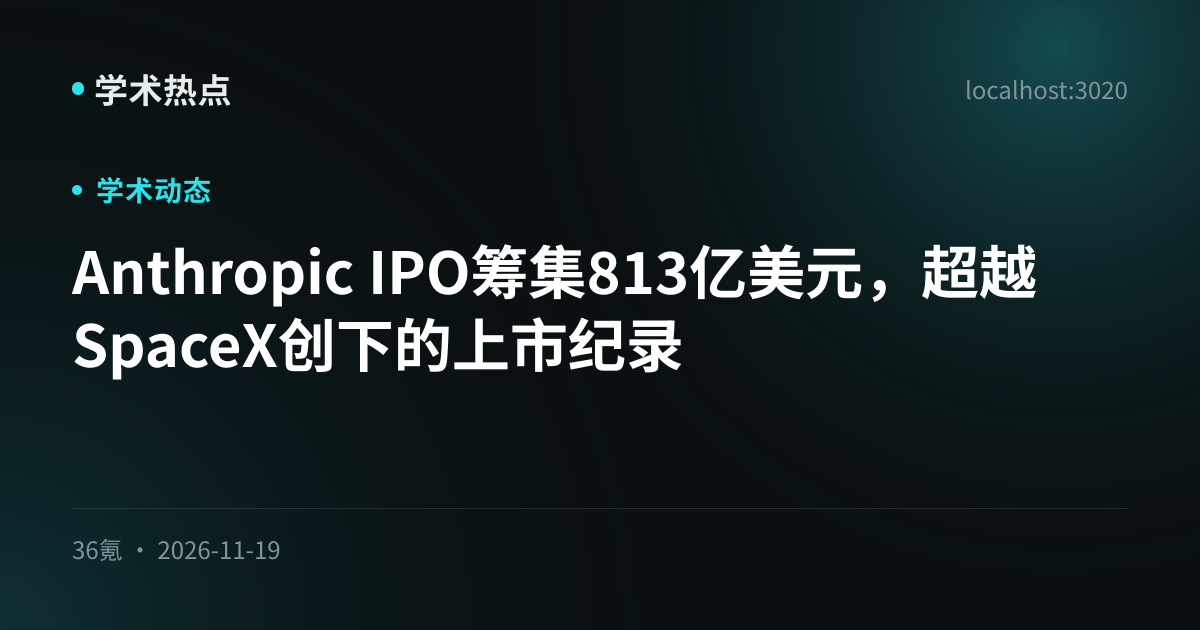 学术热点
localhost:3020
学术动态
Anthropic IPO筹集813亿美元，超越
SpaceX创下的上市纪录
36氪 · 2026-11-19